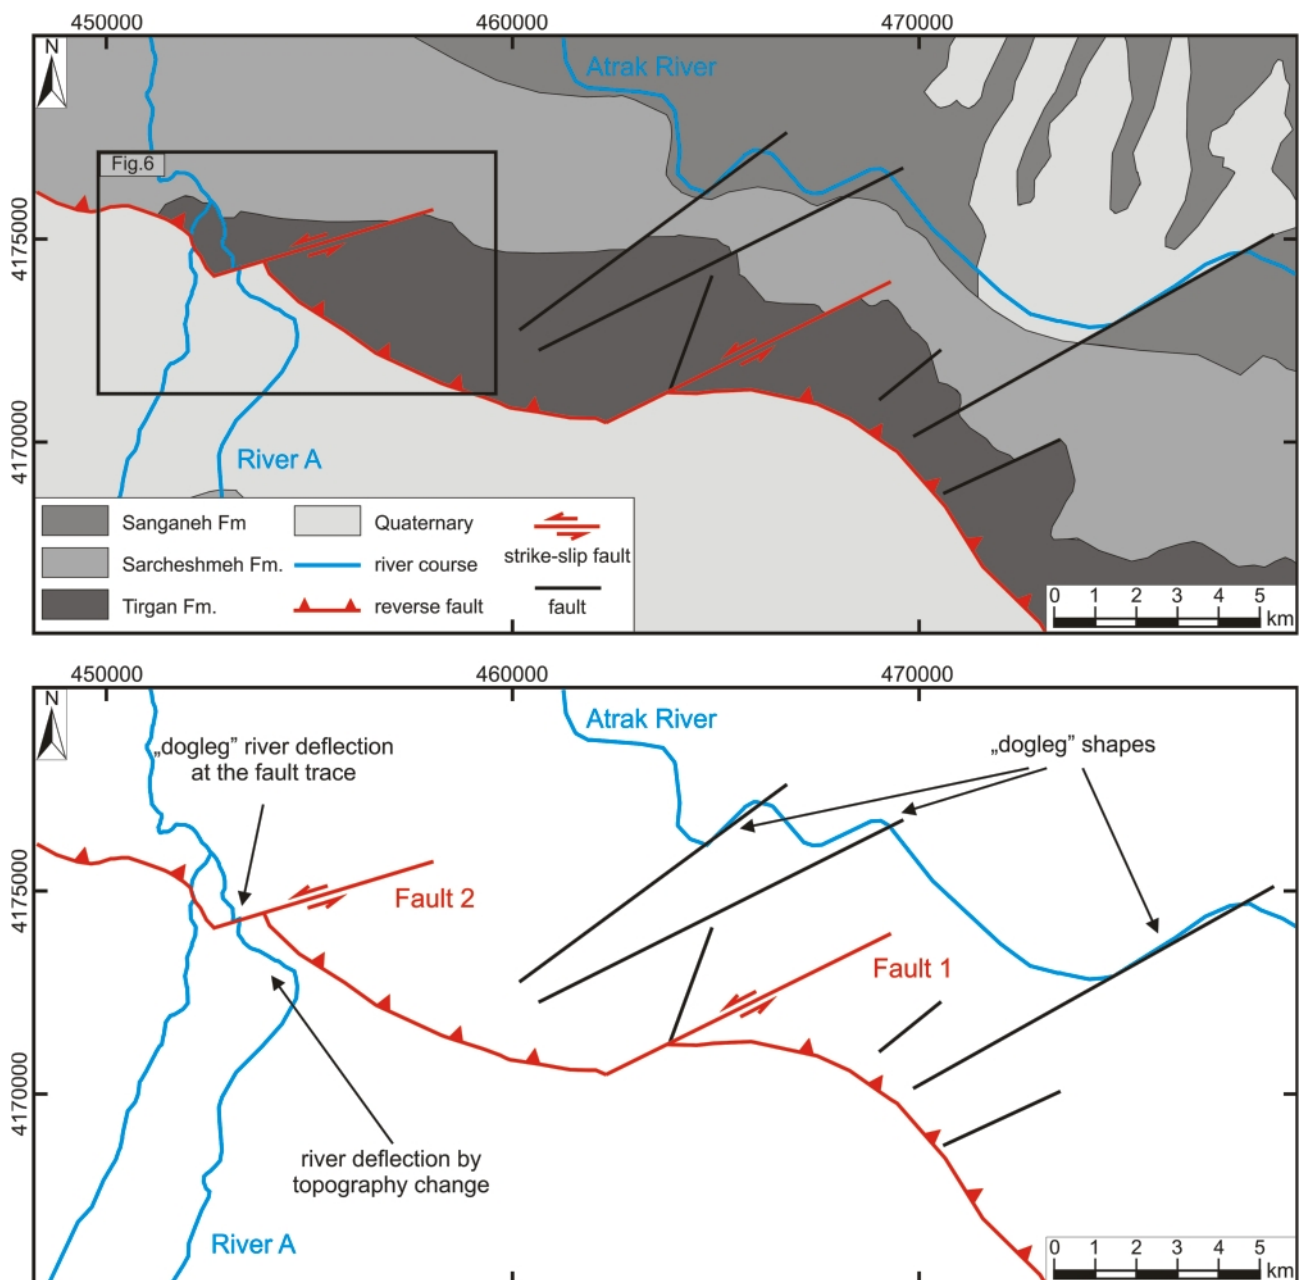 450000 460000 470000
N
Atrak River
Fig.6
4175000
4170000
River A
Sanganeh Fm
Quaternary
Sarcheshmeh Fm.
river course
strike-slip fault
Tirgan Fm.
reverse fault
fault
0 1 2 3 4 5
km
450000 460000 470000
N
Atrak River
„dogleg” river deflection
at the fault trace
„dogleg” shapes
4175000
Fault 2
Fault 1
4170000
river deflection by
topography change
River A
0 1 2 3 4 5
km